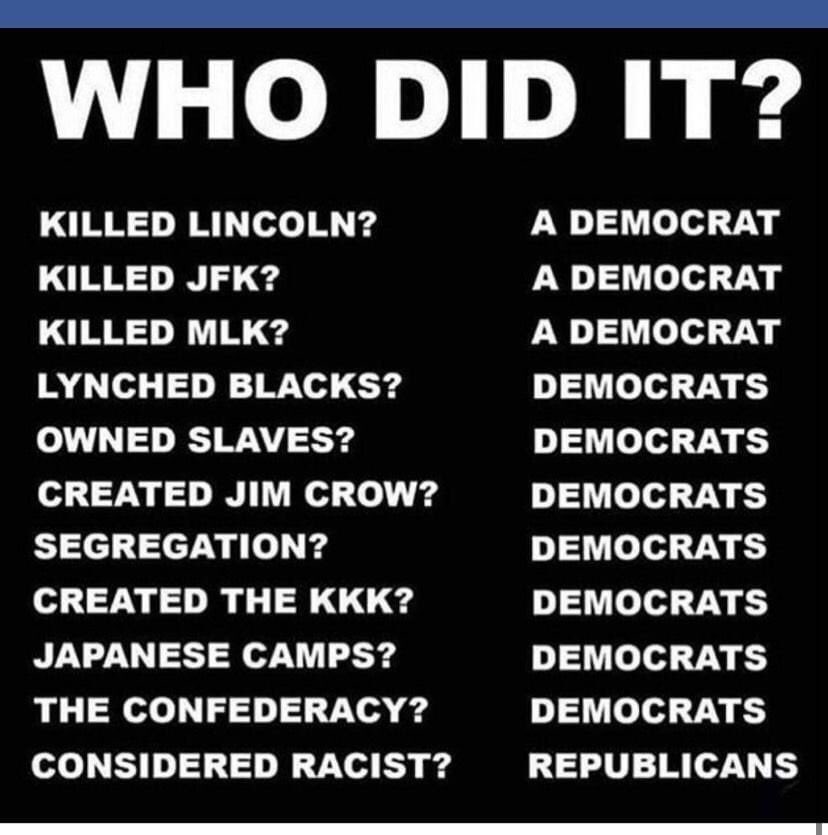 WHO DID IT?
KILLED LINCOLN? A DEMOCRAT
KILLED JFK? A DEMOCRAT
KILLED MLK? A DEMOCRAT
LYNCHED BLACKS? DEMOCRATS
OWNED SLAVES? DEMOCRATS
CREATED JIM CROW? DEMOCRATS
SEGREGATION? DEMOCRATS
CREATED THE KKK? DEMOCRATS
JAPANESE CAMPS? DEMOCRATS
THE CONFEDERACY? DEMOCRATS
CONSIDERED RACIST? REPUBLICANS